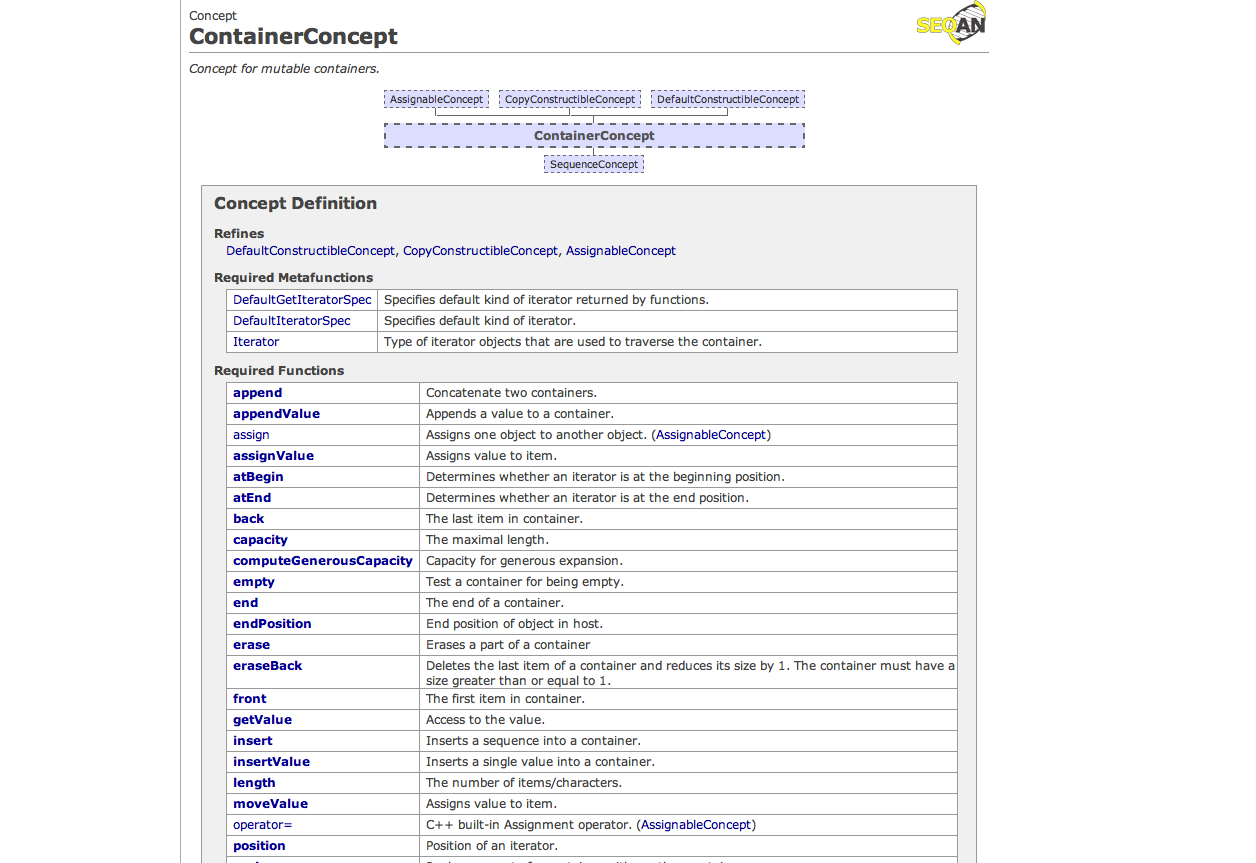 Concept
ContainerConcept
SEQAN
Concept for mutable containers.
AssignableConcept CopyConstructibleConcept DefaultConstructibleConcept
ContainerConcept
SequenceConcept
Concept Definition
Refines
DefaultConstructibleConcept, CopyConstructibleConcept, AssignableConcept
Required Metafunctions
DefaultGetIteratorSpec Specifies default kind of iterator returned by functions.
DefaultIteratorSpec Specifies default kind of iterator.
Iterator Type of iterator objects that are used to traverse the container.
Required Functions
append Concatenate two containers.
appendValue Appends a value to a container.
assign Assigns one object to another object. (AssignableConcept)
assignValue Assigns value to item.
atBegin Determines whether an iterator is at the beginning position.
atEnd Determines whether an iterator is at the end position.
back The last item in container.
capacity The maximal length.
computeGenerousCapacity Capacity for generous expansion.
empty Test a container for being empty.
end The end of a container.
endPosition End position of object in host.
erase Erases a part of a container
eraseBack Deletes the last item of a container and reduces its size by 1. The container must have a
size greater than or equal to 1.
front The first item in container.
getValue Access to the value.
insert Inserts a sequence into a container.
insertValue Inserts a single value into a container.
length The number of items/characters.
moveValue Assigns value to item.
operator= C++ built-in Assignment operator. (AssignableConcept)
position Position of an iterator.